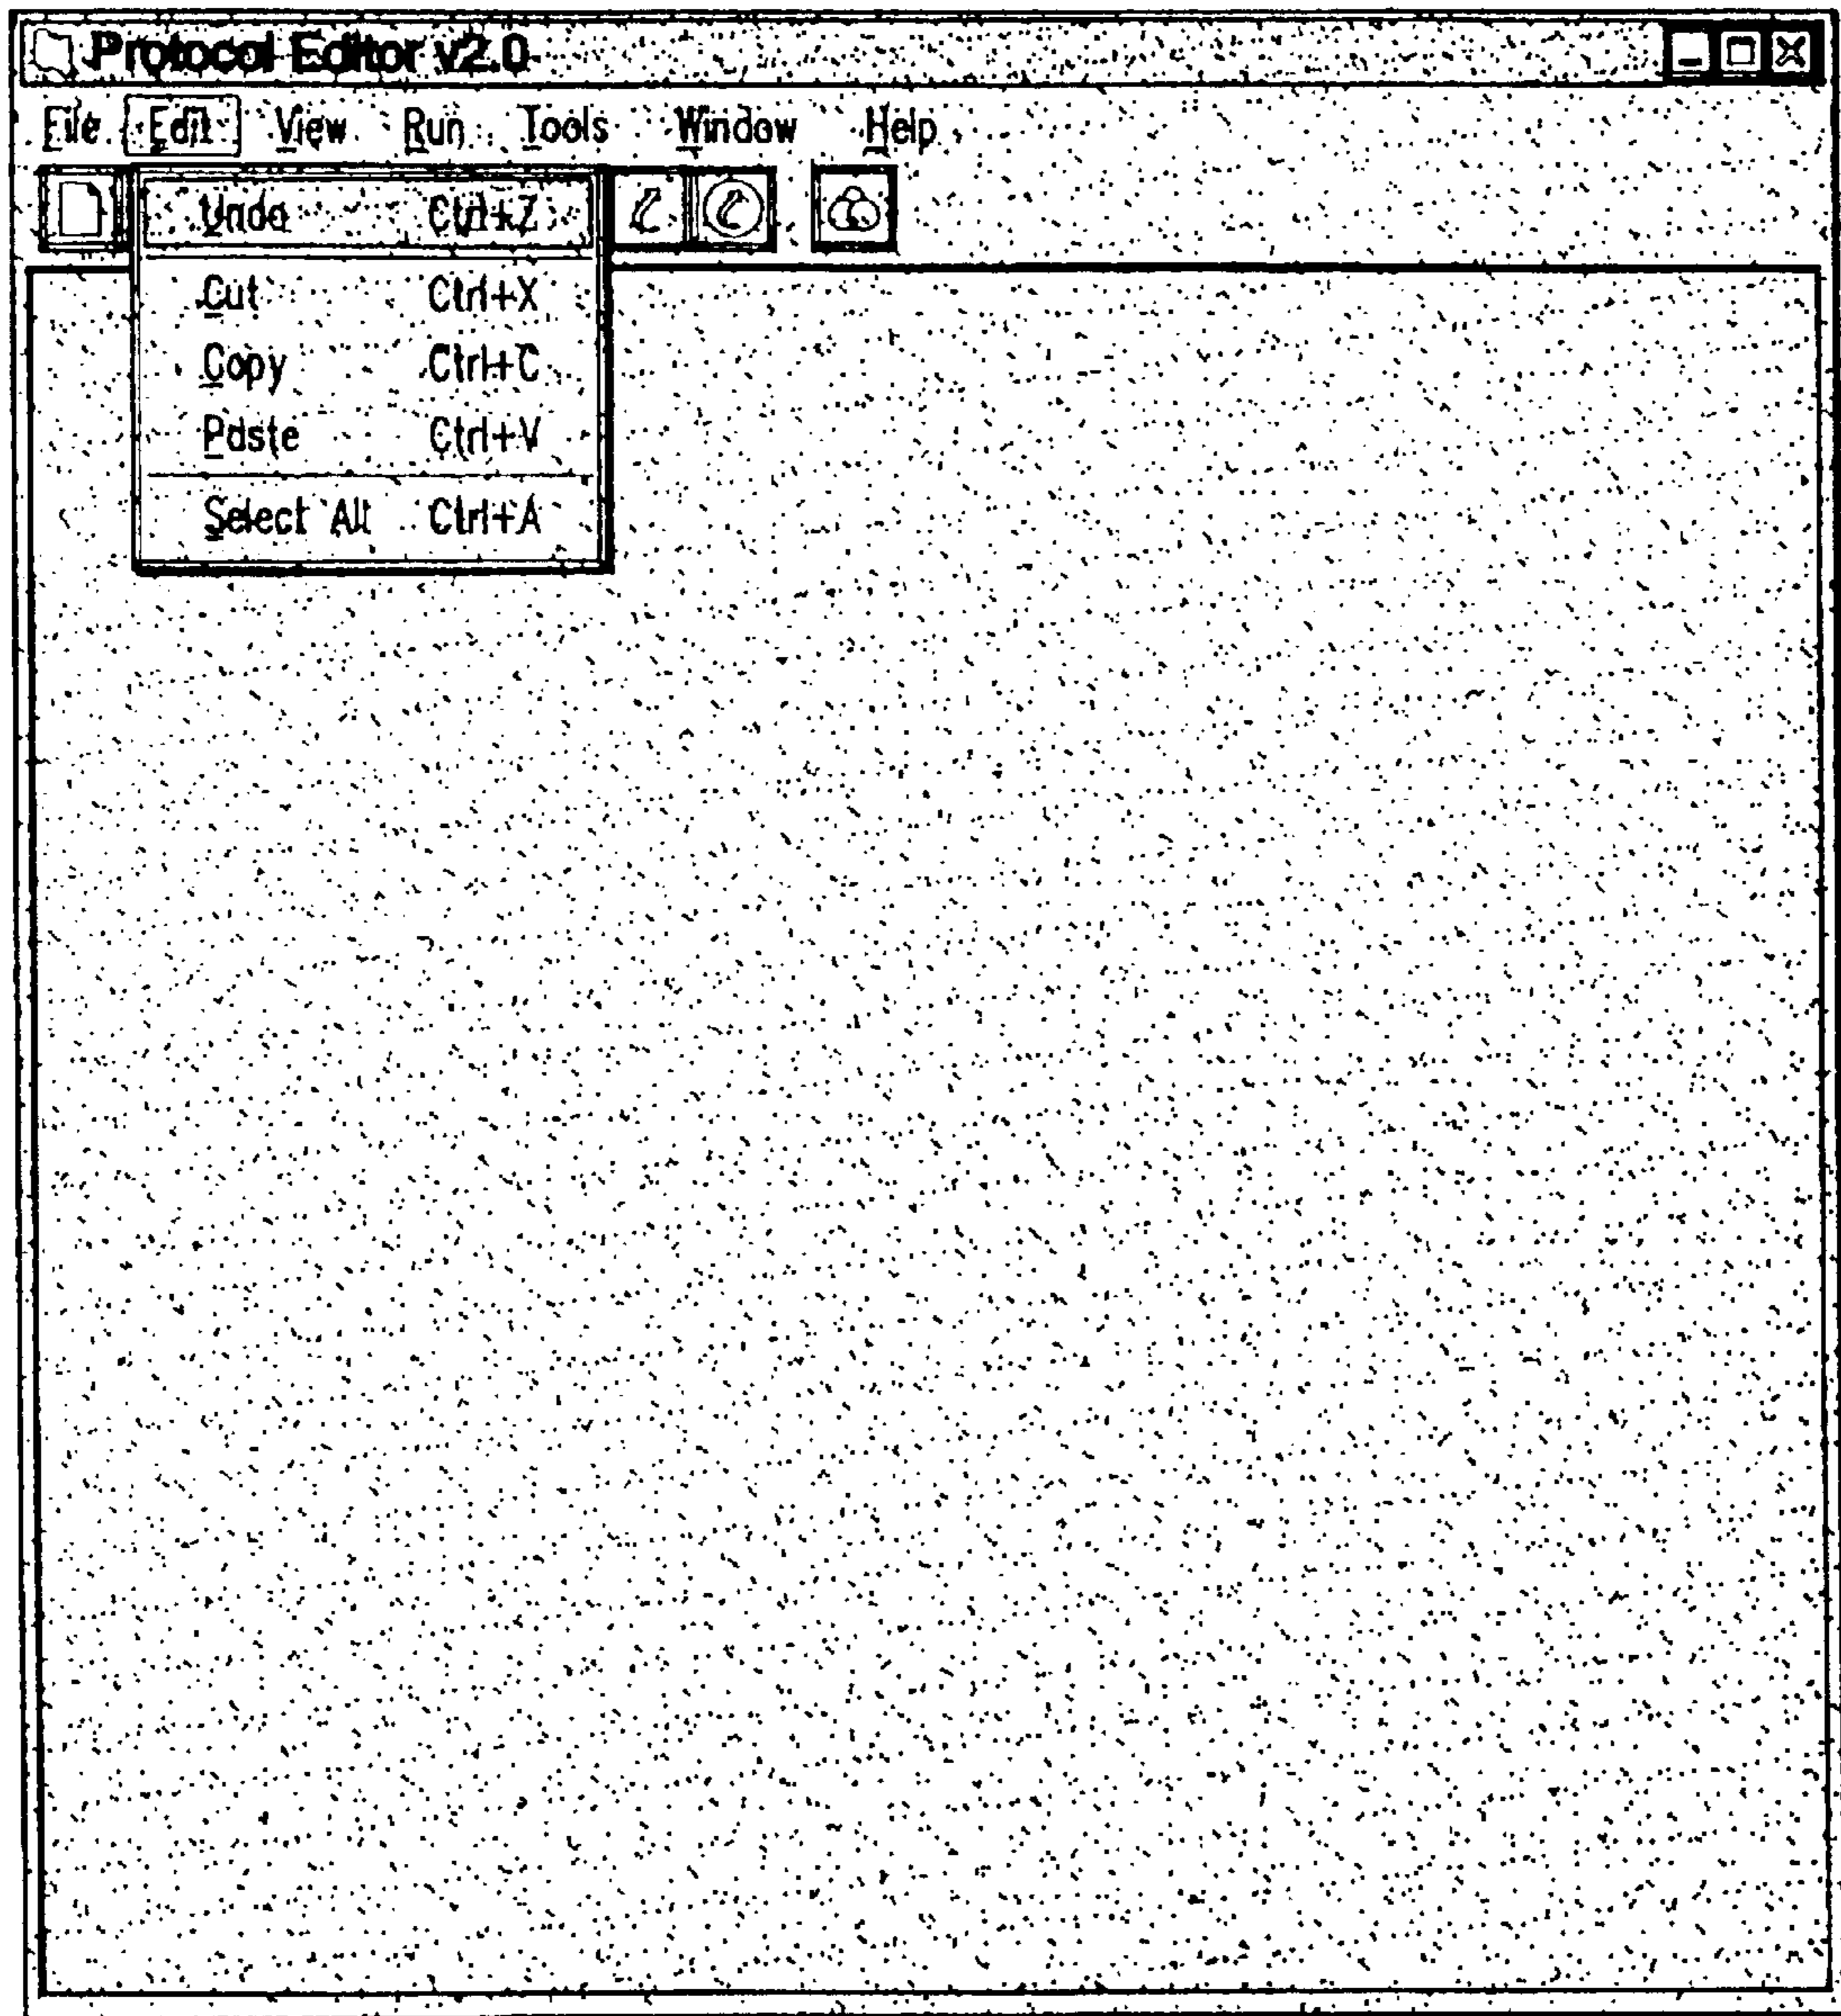 Protocol Editor v2.0
File Edit View Run Tools Window Help
Undo Ctrl+Z
Cut Ctrl+X
Copy Ctrl+C
Paste Ctrl+V
Select All Ctrl+A